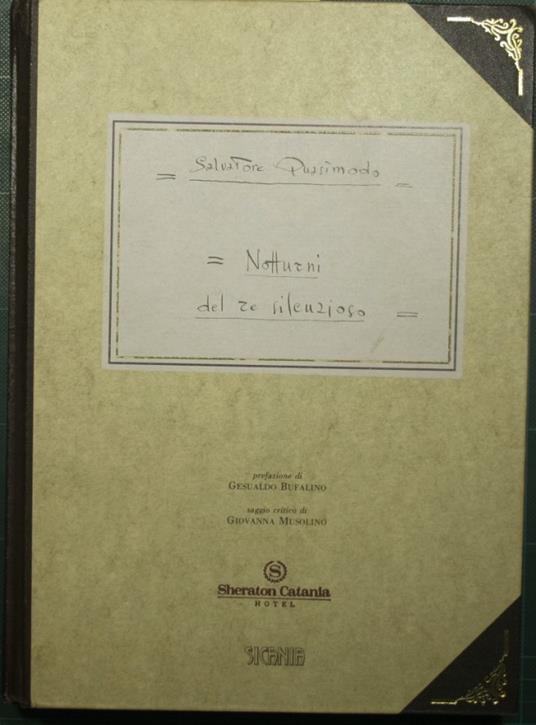 = Salvatore Quasimodo =
= Notturni
del re silenzioso =
prefazione di
GESUALDO BUFALINO
saggio critico di
GIOVANNA MUSOLINO
S
Sheraton Catania
HOTEL
SICANIA